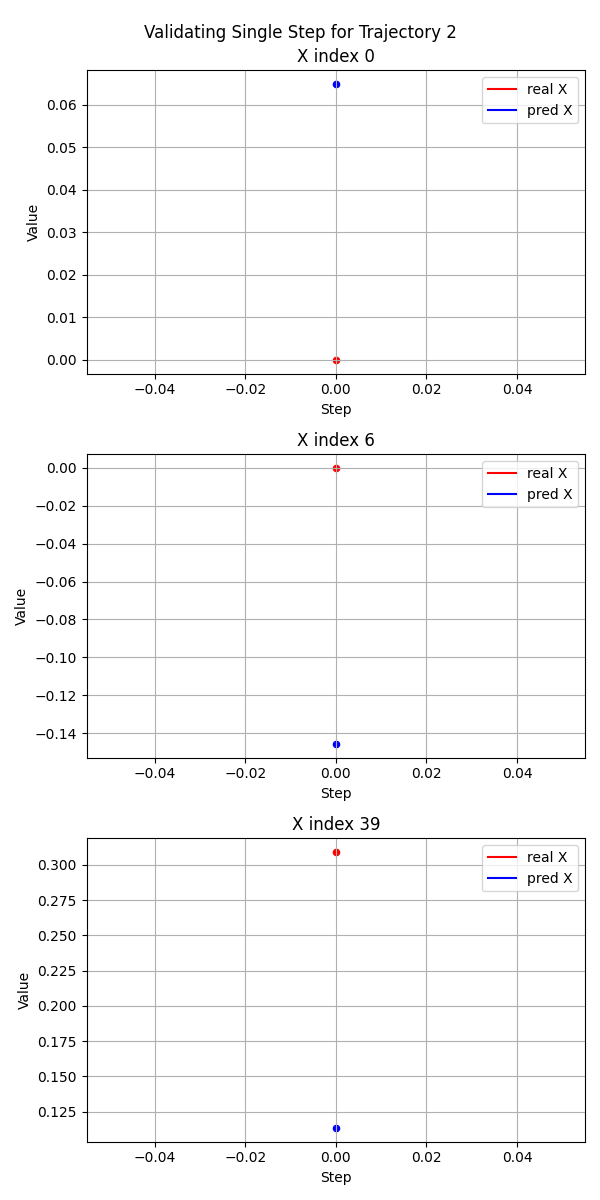 Validating Single Step for Trajectory 2
X index 0
real X
pred X
0.06
0.05
0.04
0.03
0.02
0.01
0.00
Value
−0.04
−0.02
0.00
0.02
0.04
Step
X index 6
real X
pred X
0.00
−0.02
−0.04
−0.06
−0.08
−0.10
−0.12
−0.14
Value
−0.04
−0.02
0.00
0.02
0.04
Step
X index 39
real X
pred X
0.300
0.275
0.250
0.225
0.200
0.175
0.150
0.125
Value
−0.04
−0.02
0.00
0.02
0.04
Step